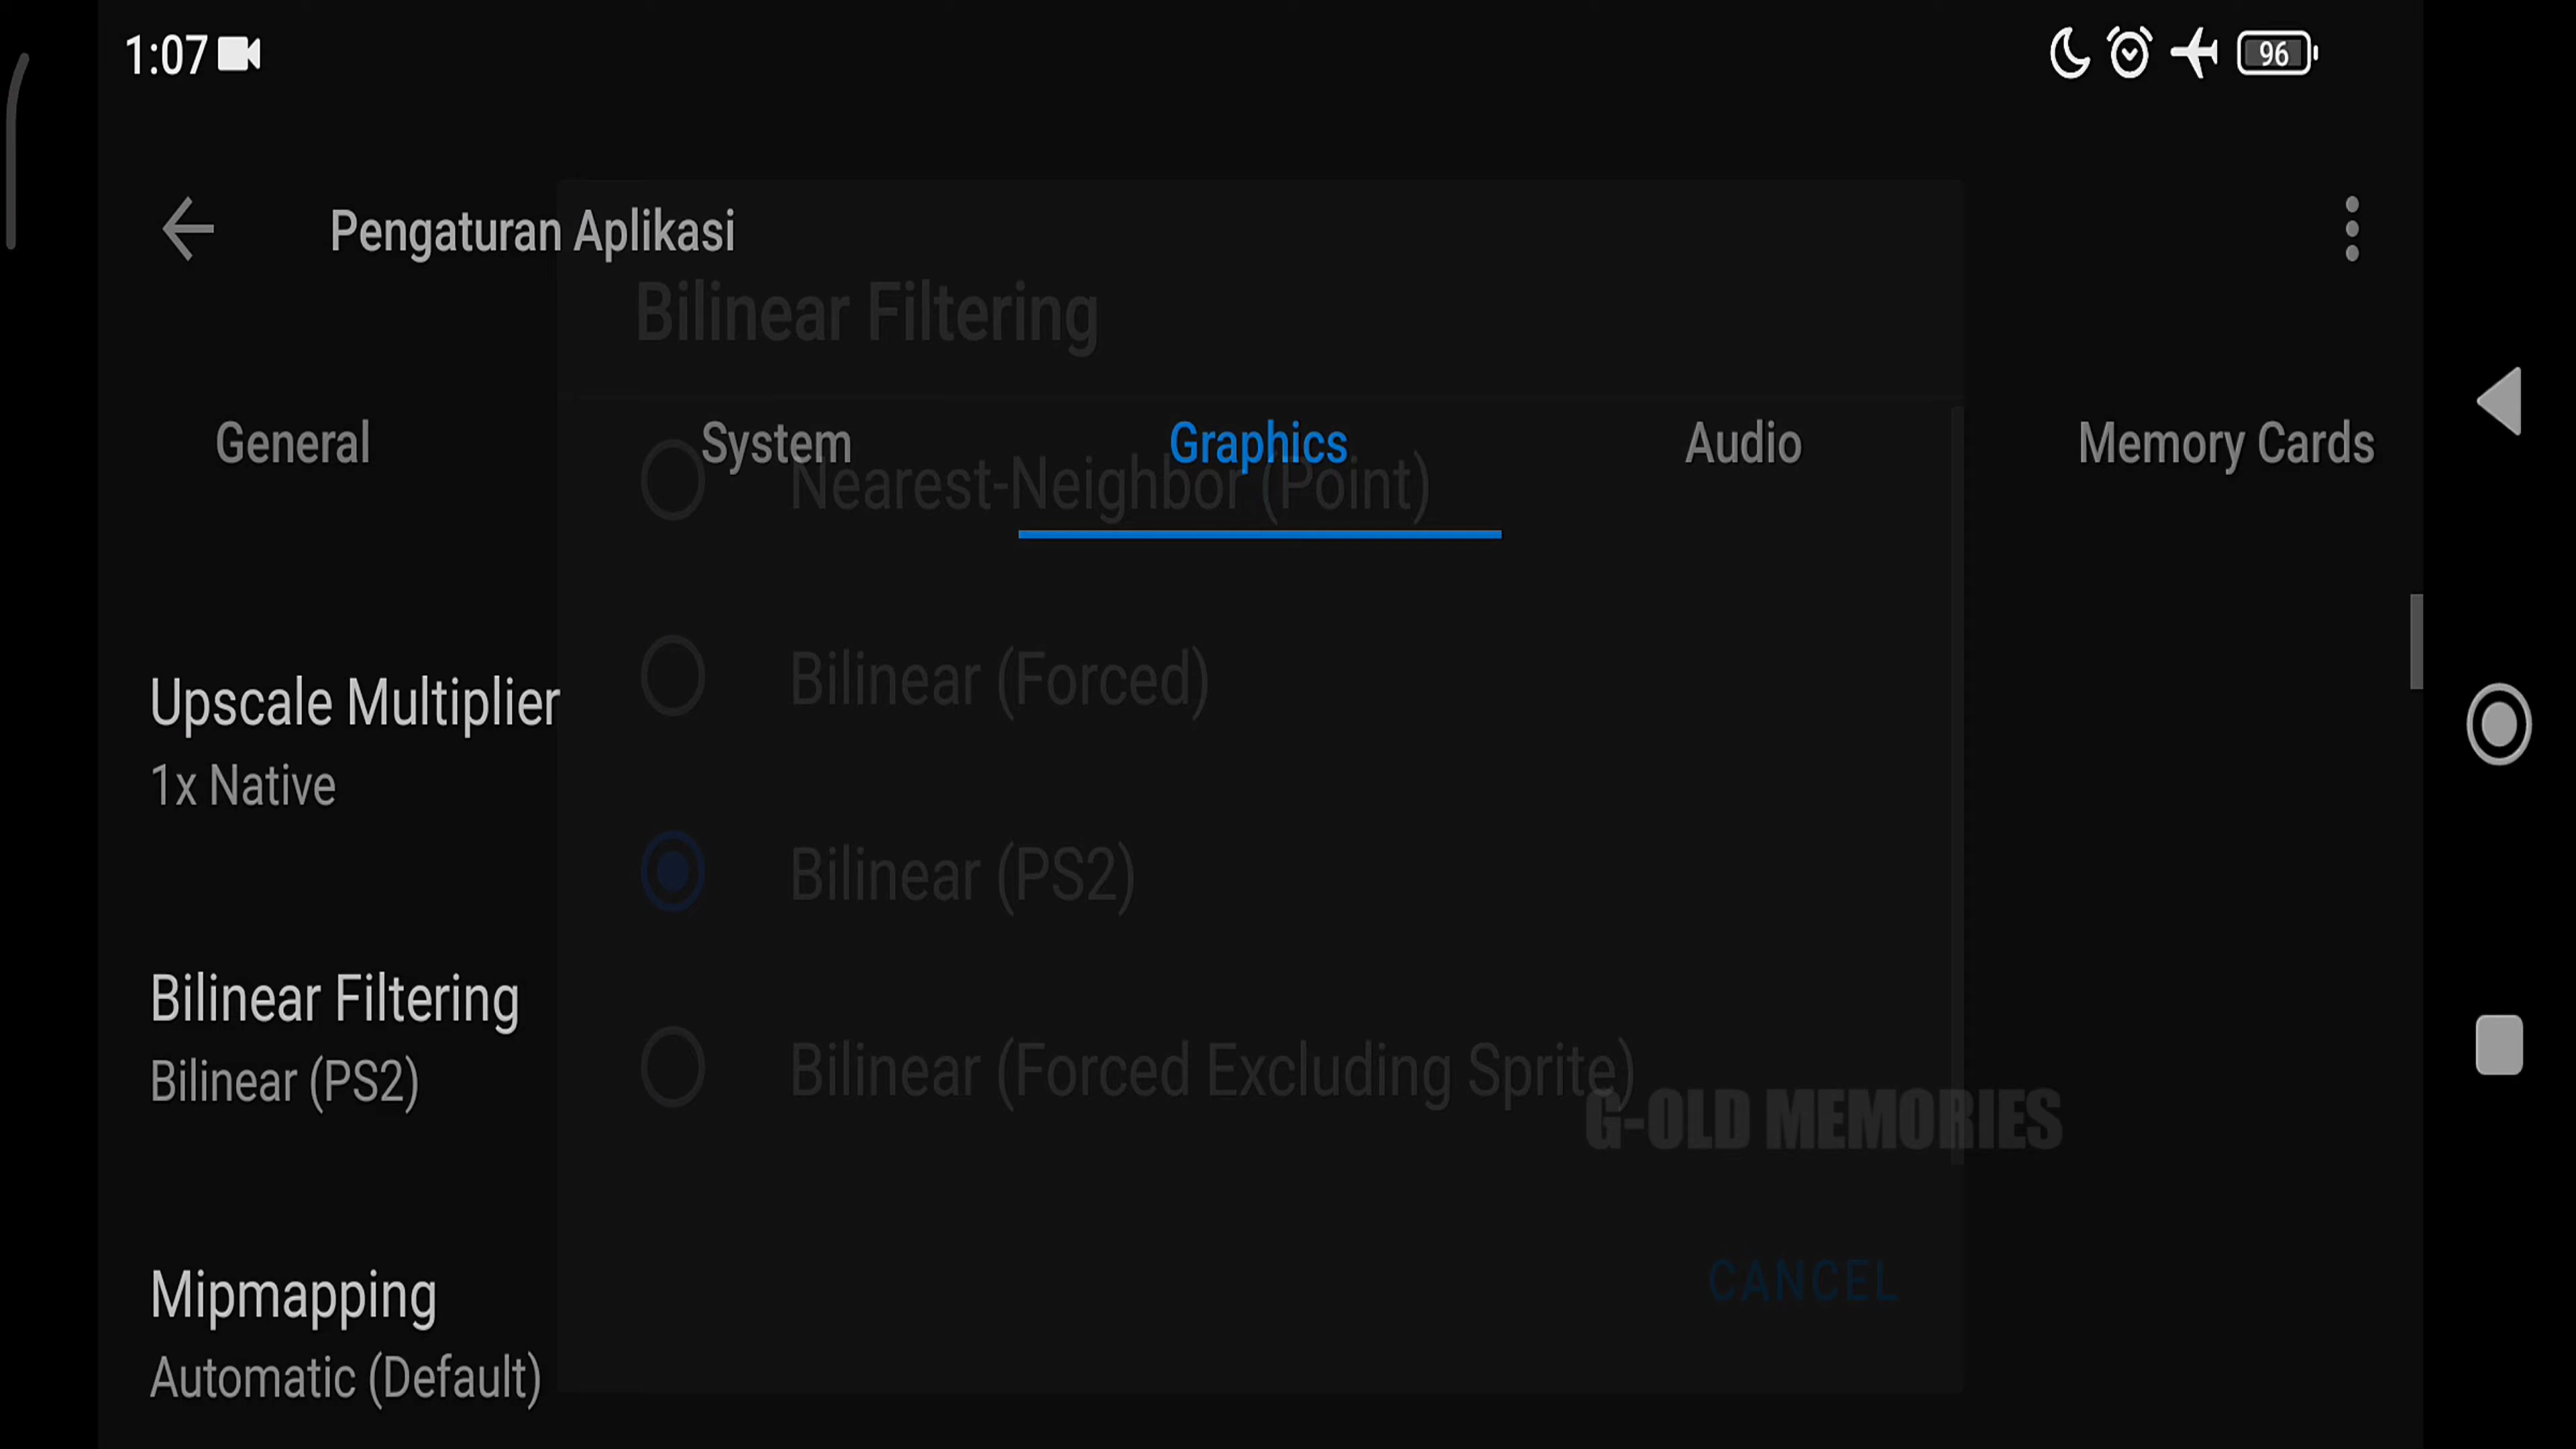 1:07
96
Pengaturan Aplikasi
Bilinear Filtering
General
System
Graphics
Audio
Memory Cards
Nearest-Neighbor (Point)
Bilinear (Forced)
Upscale Multiplier
1x Native
Bilinear (PS2)
Bilinear Filtering
Bilinear (PS2)
Bilinear (Forced Excluding Sprite)
G-OLD MEMORIES
CANCEL
Mipmapping
Automatic (Default)